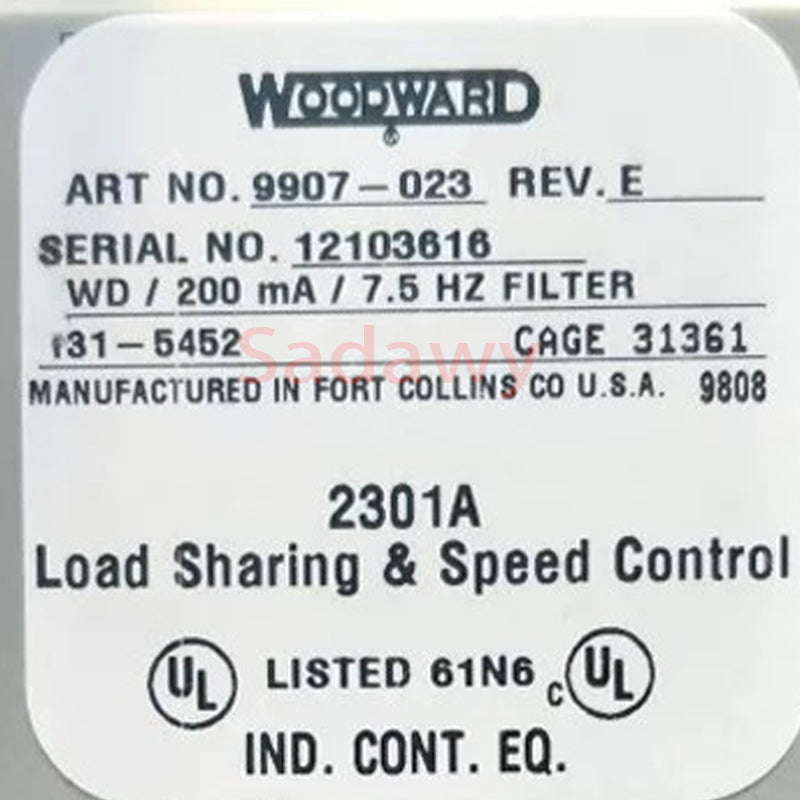 WOODWARD
®
ART NO. 9907-023 REV. E
SERIAL NO. 12103616
WD / 200 mA / 7.5 HZ FILTER
131-5452 CAGE 31361
Sadawy
MANUFACTURED IN FORT COLLINS CO U.S.A. 9808
2301A
Load Sharing & Speed Control
UL LISTED 61N6 C UL
IND. CONT. EQ.